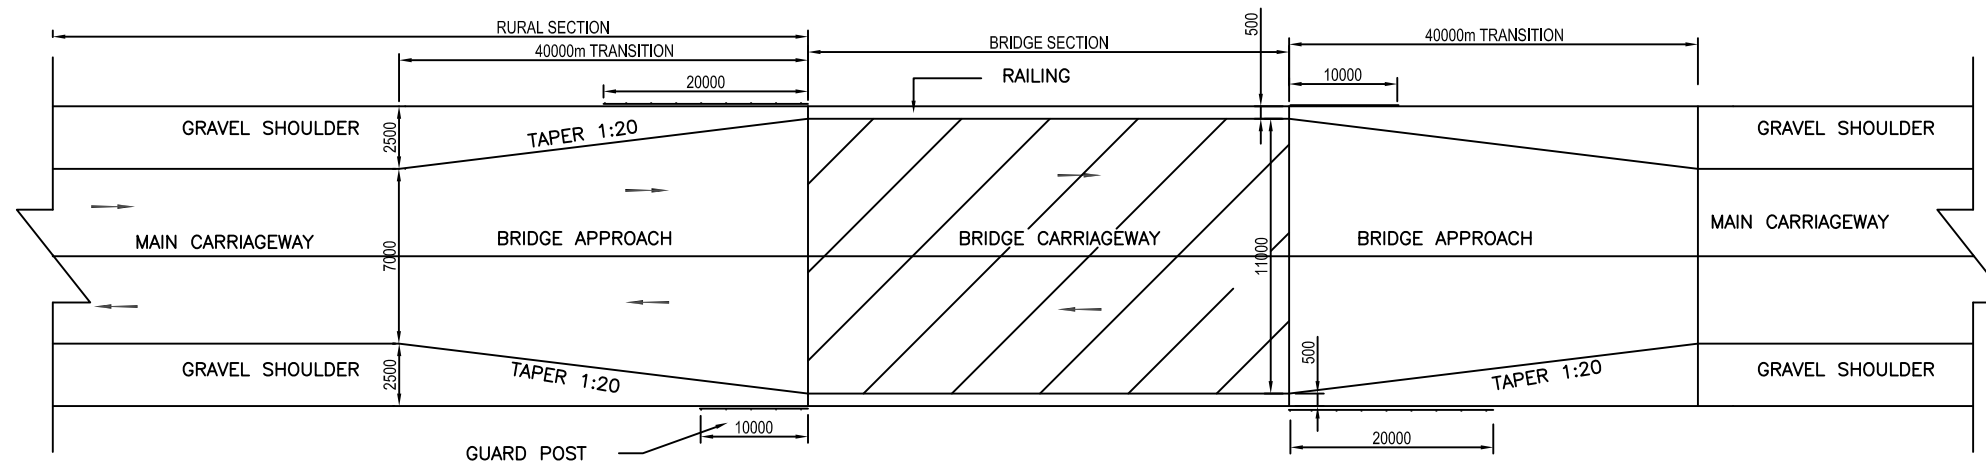 RURAL SECTION
500
40000m TRANSITION
BRIDGE SECTION
40000m TRANSITION
20000
RAILING
10000
GRAVEL SHOULDER
2500
TAPER 1:20
GRAVEL SHOULDER
MAIN CARRIAGEWAY
7000
BRIDGE APPROACH
BRIDGE CARRIAGEWAY
11000
BRIDGE APPROACH
MAIN CARRIAGEWAY
GRAVEL SHOULDER
2500
TAPER 1:20
500
TAPER 1:20
GRAVEL SHOULDER
10000
20000
GUARD POST